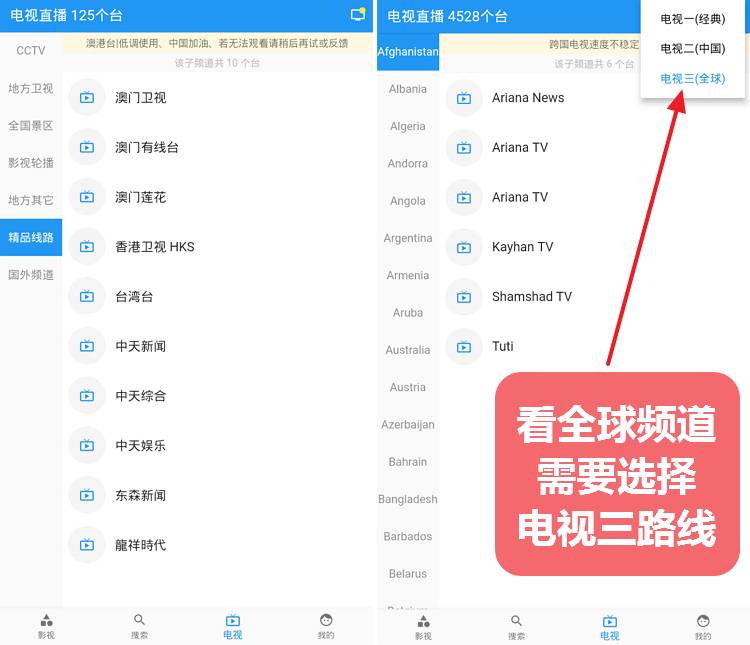 电视直播 125个台
CCTV
地方卫视
全国景区
影视轮播
地方其它
精品线路
国外频道
澳港台|低调使用、中国加油、若无法观看请稍后再试或反馈
该子频道共 10 个台
澳门卫视
澳门有线台
澳门莲花
香港卫视 HKS
台湾台
中天新闻
中天综合
中天娱乐
东森新闻
龍祥時代
影视
搜索
电视
我的
电视直播 4528个台
电视一(经典)
电视二(中国)
电视三(全球)
Afghanistan
Albania
Algeria
Andorra
Angola
Argentina
Armenia
Aruba
Australia
Austria
Azerbaijan
Bahrain
Bangladesh
Barbados
Belarus
Belgium
跨国电视速度不稳定
该子频道共 6 个台
Ariana News
Ariana TV
Ariana TV
Kayhan TV
Shamshad TV
Tuti
看全球频道
需要选择
电视三路线
影视
搜索
电视
我的